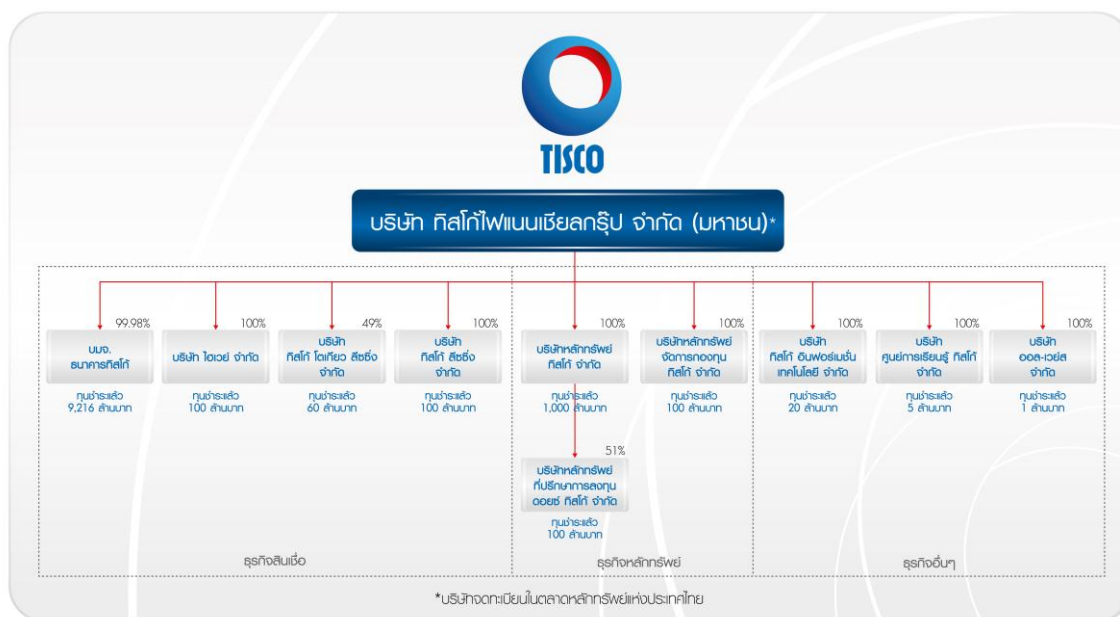 TISCO
บริษัท ทิสโก้ไฟแนนเชียลกรุ๊ป จำกัด (มหาชน)*
99.98%
บมจ.
ธนาคารทิสโก้
ทุนชำระแล้ว
9,216 ล้านบาท
100%
บริษัท ไฮเวย์ จำกัด
ทุนชำระแล้ว
100 ล้านบาท
49%
บริษัท
ทิสโก้ โตเกียว ลีซซิ่ง
จำกัด
ทุนชำระแล้ว
60 ล้านบาท
100%
บริษัท
ทิสโก้ ลีซซิ่ง
จำกัด
ทุนชำระแล้ว
100 ล้านบาท
ธุรกิจสินเชื่อ
100%
บริษัทหลักทรัพย์
ทิสโก้ จำกัด
ทุนชำระแล้ว
1,000 ล้านบาท
51%
บริษัทหลักทรัพย์
ที่ปรึกษาการลงทุน
ดอยซ์ ทิสโก้ จำกัด
ทุนชำระแล้ว
100 ล้านบาท
100%
บริษัทหลักทรัพย์
จัดการกองทุน
ทิสโก้ จำกัด
ทุนชำระแล้ว
100 ล้านบาท
ธุรกิจหลักทรัพย์
100%
บริษัท
ทิสโก้ อินฟอร์เมชั่น
เทคโนโลยี จำกัด
ทุนชำระแล้ว
20 ล้านบาท
100%
บริษัท
ศูนย์การเรียนรู้ ทิสโก้
จำกัด
ทุนชำระแล้ว
5 ล้านบาท
100%
บริษัท
ออล-เวย์ส
จำกัด
ทุนชำระแล้ว
1 ล้านบาท
ธุรกิจอื่นๆ
*บริษัทจดทะเบียนในตลาดหลักทรัพย์แห่งประเทศไทย